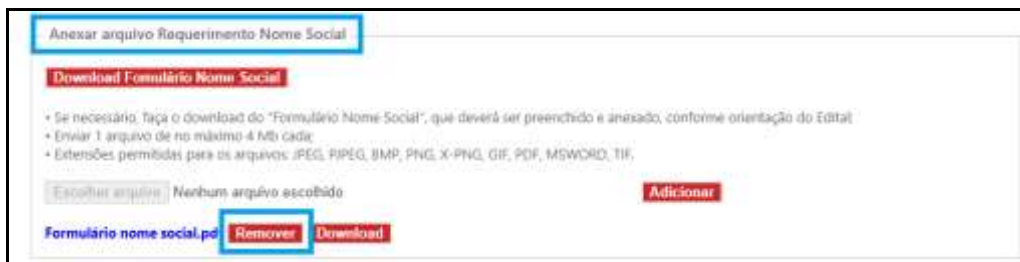 Anexar arquivo Requerimento Nome Social
Download Formulário Nome Social
• Se necessário, faça o download do "Formulário Nome Social", que deverá ser preenchido e anexado, conforme orientação do Edital;
• Enviar 1 arquivo de no máximo 4 Mb cada;
• Extensões permitidas para os arquivos: JPEG, PJPEG, BMP, PNG, X-PNG, GIF, PDF, MSWORD, TIF.
Escolher arquivo Nenhum arquivo escolhido Adicionar
Formulário nome social.pd Remover Download